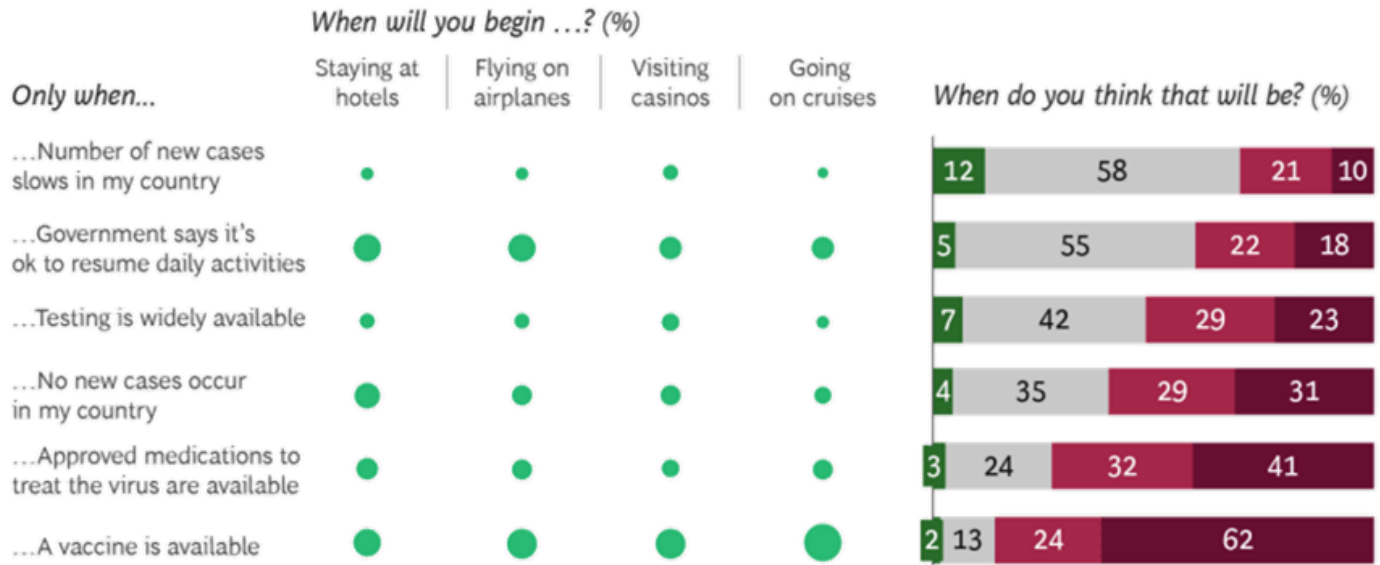 When will you begin …? (%)
Only when...
Staying at
hotels
Flying on
airplanes
Visiting
casinos
Going
on cruises
When do you think that will be? (%)
…Number of new cases
slows in my country
12 58 21 10
…Government says it's
ok to resume daily activities
5 55 22 18
…Testing is widely available
7 42 29 23
…No new cases occur
in my country
4 35 29 31
…Approved medications to
treat the virus are available
3 24 32 41
…A vaccine is available
2 13 24 62